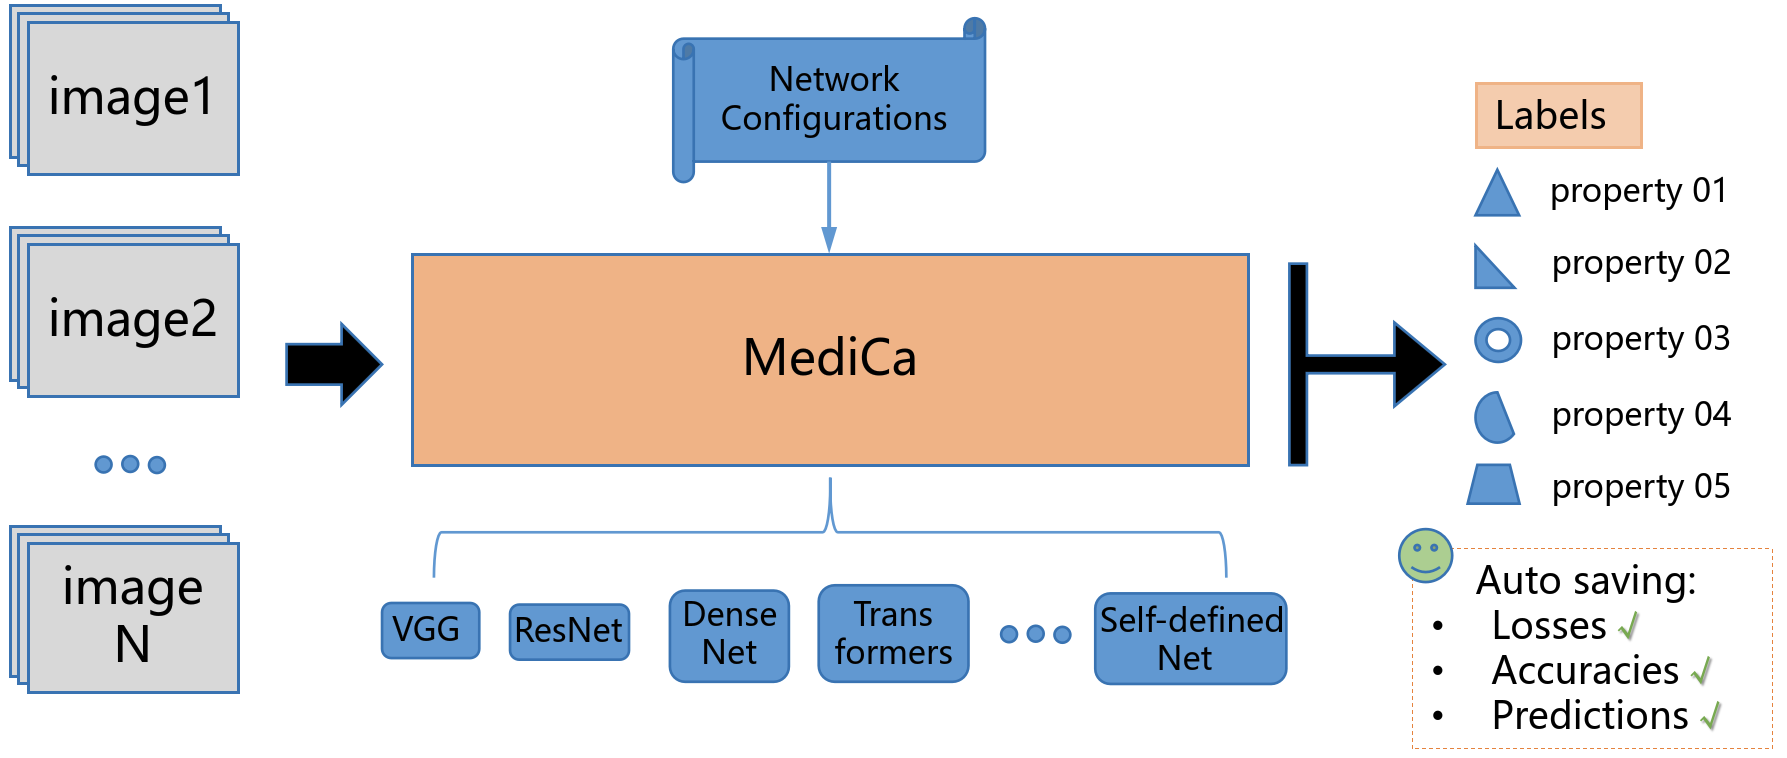 image1
image2
image
N
Network
Configurations
MediCa
VGG
ResNet
Dense
Net
Trans
formers
Self-defined
Net
Labels
property 01
property 02
property 03
property 04
property 05
Auto saving:
• Losses √
• Accuracies √
• Predictions √